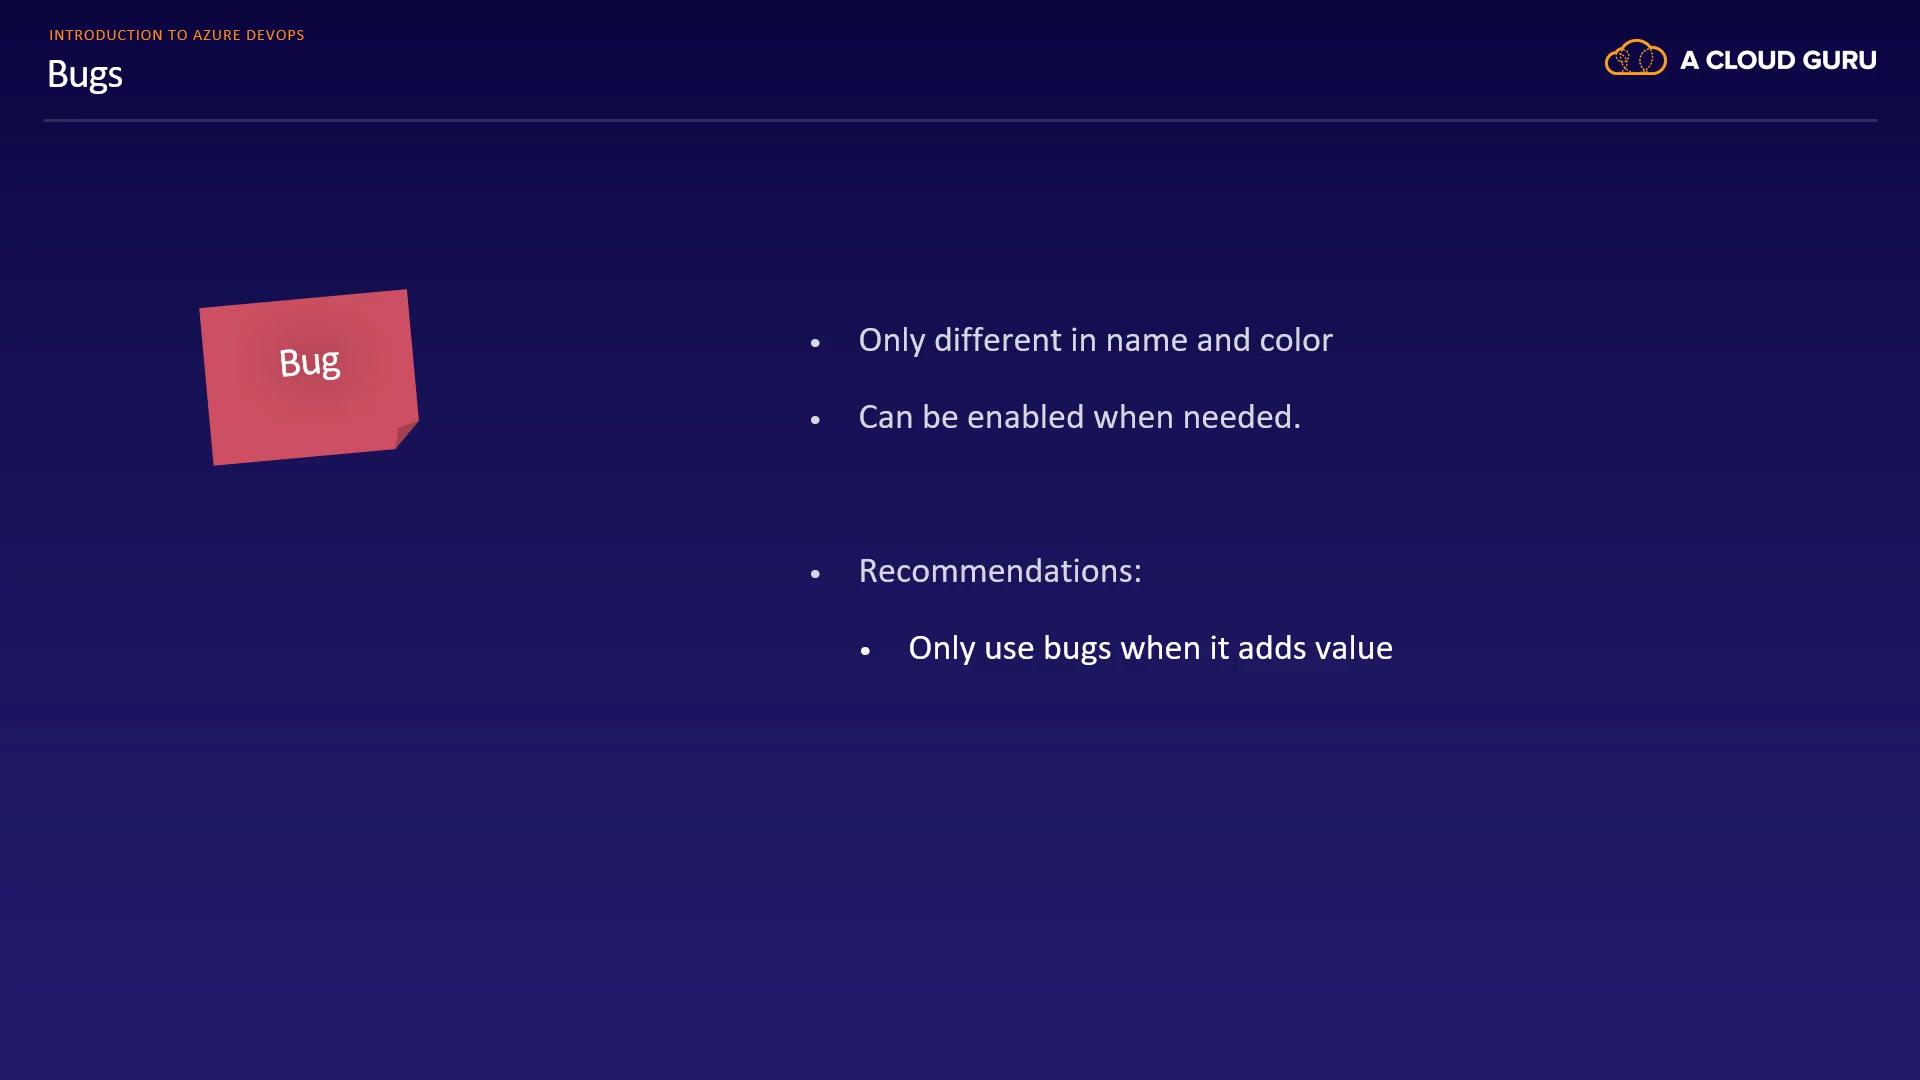 INTRODUCTION TO AZURE DEVOPS
Bugs
A CLOUD GURU
Bug
• Only different in name and color
• Can be enabled when needed.
• Recommendations:
• Only use bugs when it adds value